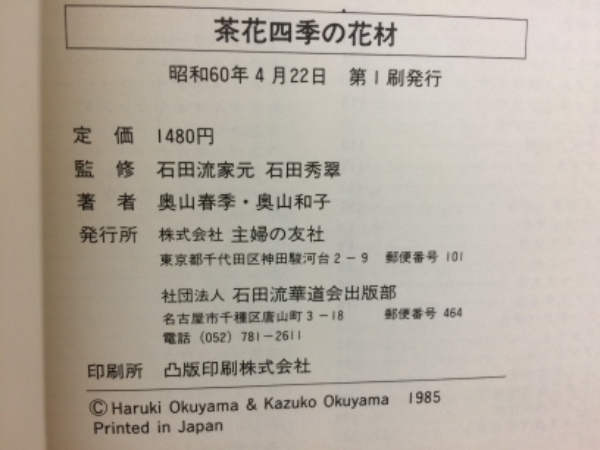 茶花四季の花材
昭和60年4月22日 第1刷発行
定価 1480円
監修 石田流家元 石田秀翠
著者 奥山春季・奥山和子
発行所 株式会社 主婦の友社
東京都千代田区神田駿河台2-9 郵便番号 101
社団法人 石田流華道会出版部
名古屋市千種区唐山町3-18 郵便番号 464
電話 (052) 781-2611
印刷所 凸版印刷株式会社
©Haruki Okuyama & Kazuko Okuyama 1985
Printed in Japan